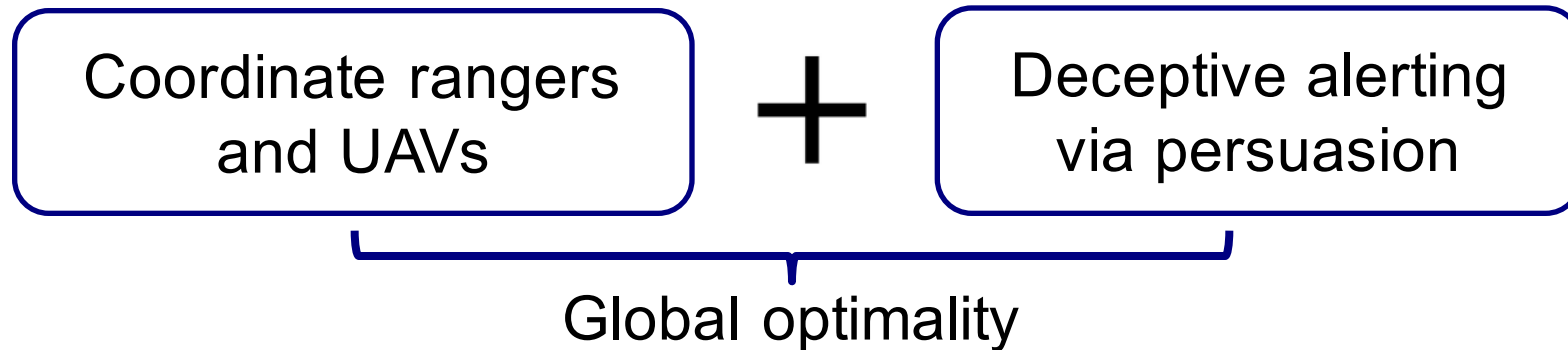 Coordinate rangers
and UAVs
+
Deceptive alerting
via persuasion
Global optimality